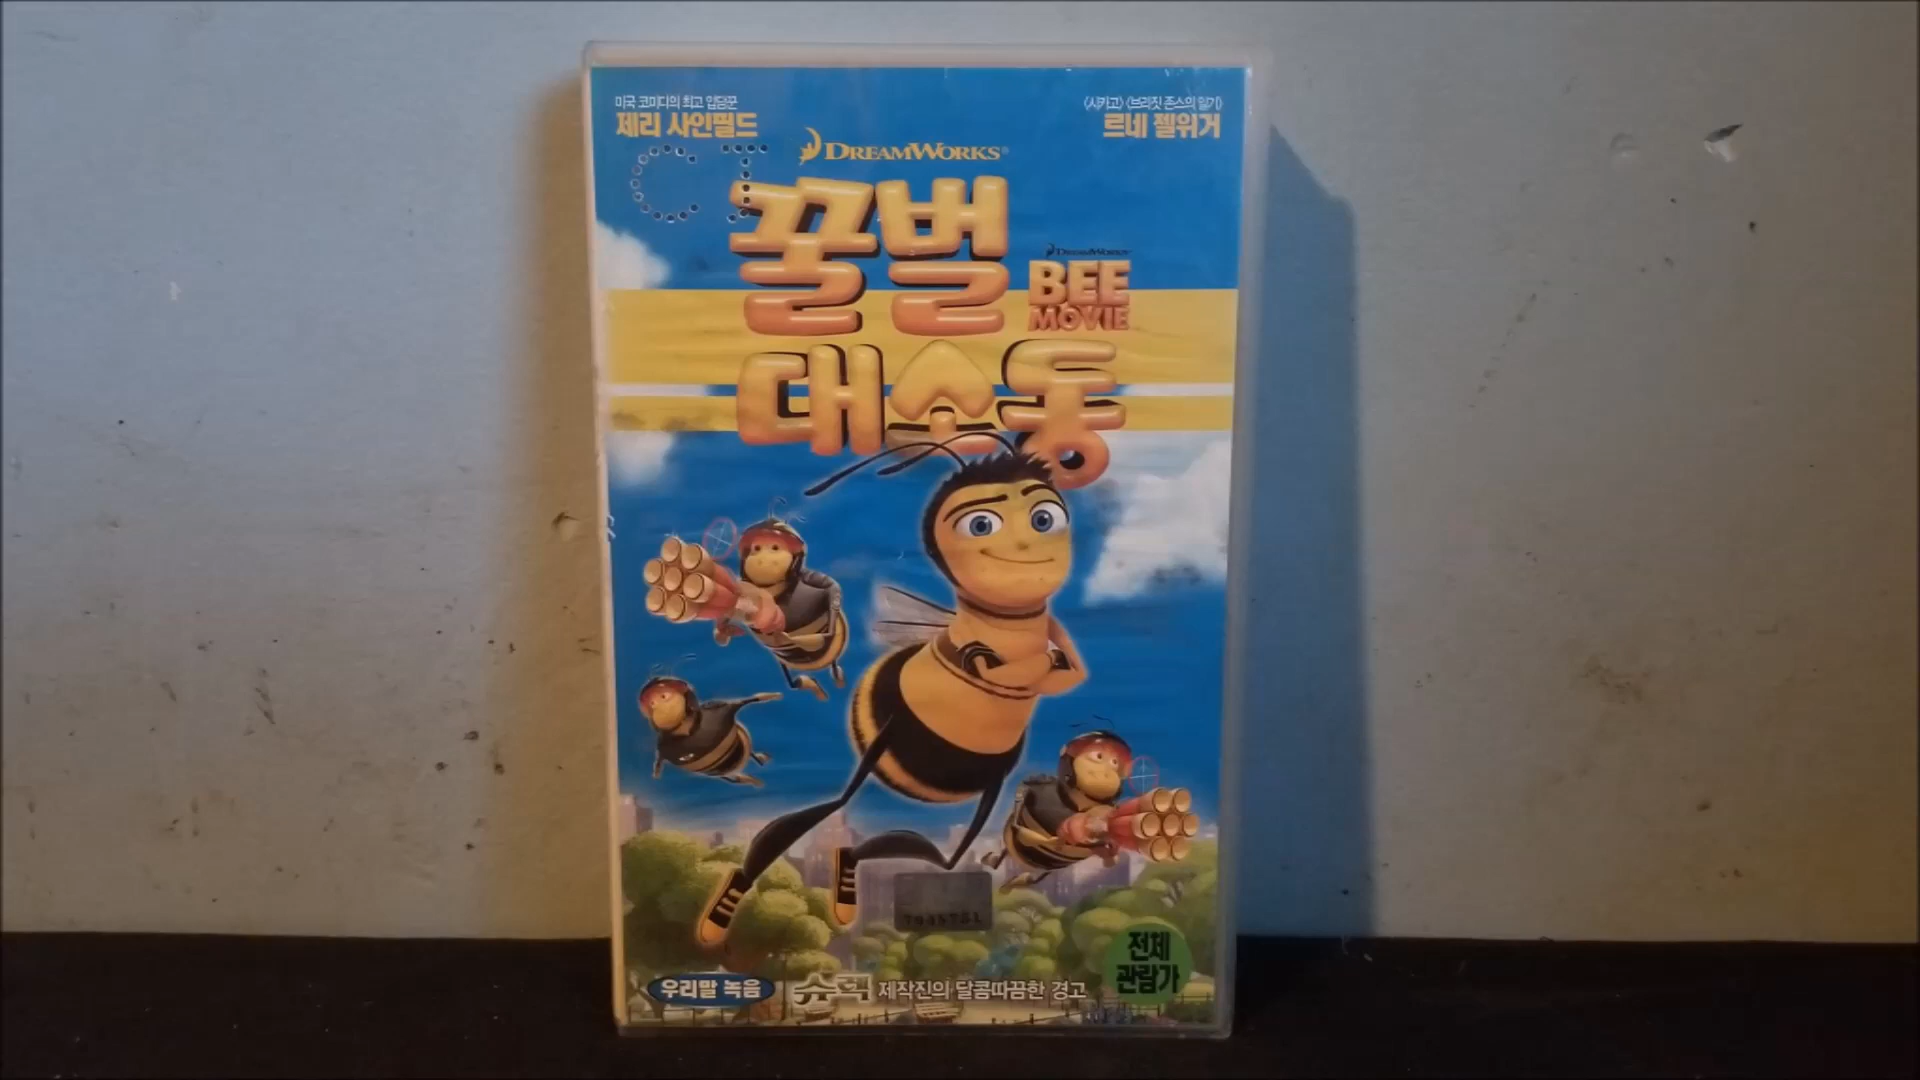 미국 코미디의 최고 입담꾼
제리 사인필드
〈시카고〉 〈브리짓 존스의 일기〉
르네 젤위거
CT
DREAMWORKS®
꿀벌
DREAMWORKS
BEE
MOVIE
대소동
7945781
전체
관람가
우리말 녹음
슈렉 제작진의 달콤따끔한 경고